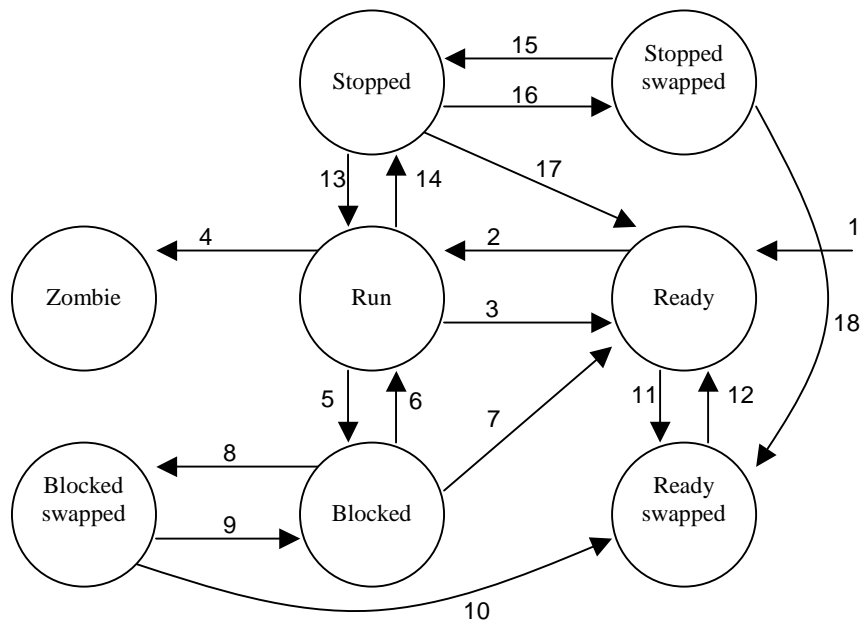 15
Stopped
Stopped
swapped
16
13
14
17
4
2
1
Zombie
Run
Ready
3
18
5
6
7
11
12
8
Blocked
swapped
9
Blocked
Ready
swapped
10